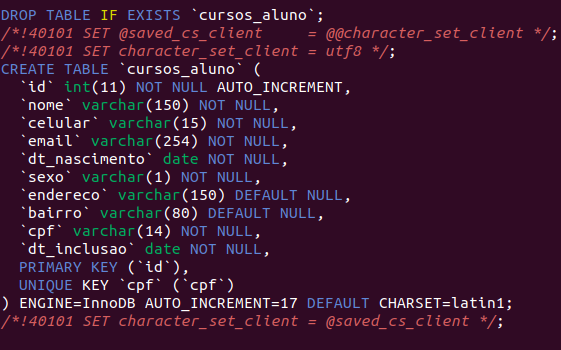 DROP TABLE IF EXISTS `cursos_aluno`;
/*!40101 SET @saved_cs_client     = @@character_set_client */;
/*!40101 SET character_set_client = utf8 */;
CREATE TABLE `cursos_aluno` (
  `id` int(11) NOT NULL AUTO_INCREMENT,
  `nome` varchar(150) NOT NULL,
  `celular` varchar(15) NOT NULL,
  `email` varchar(254) NOT NULL,
  `dt_nascimento` date NOT NULL,
  `sexo` varchar(1) NOT NULL,
  `endereco` varchar(150) DEFAULT NULL,
  `bairro` varchar(80) DEFAULT NULL,
  `cpf` varchar(14) NOT NULL,
  `dt_inclusao` date NOT NULL,
  PRIMARY KEY (`id`),
  UNIQUE KEY `cpf` (`cpf`)
) ENGINE=InnoDB AUTO_INCREMENT=17 DEFAULT CHARSET=latin1;
/*!40101 SET character_set_client = @saved_cs_client */;